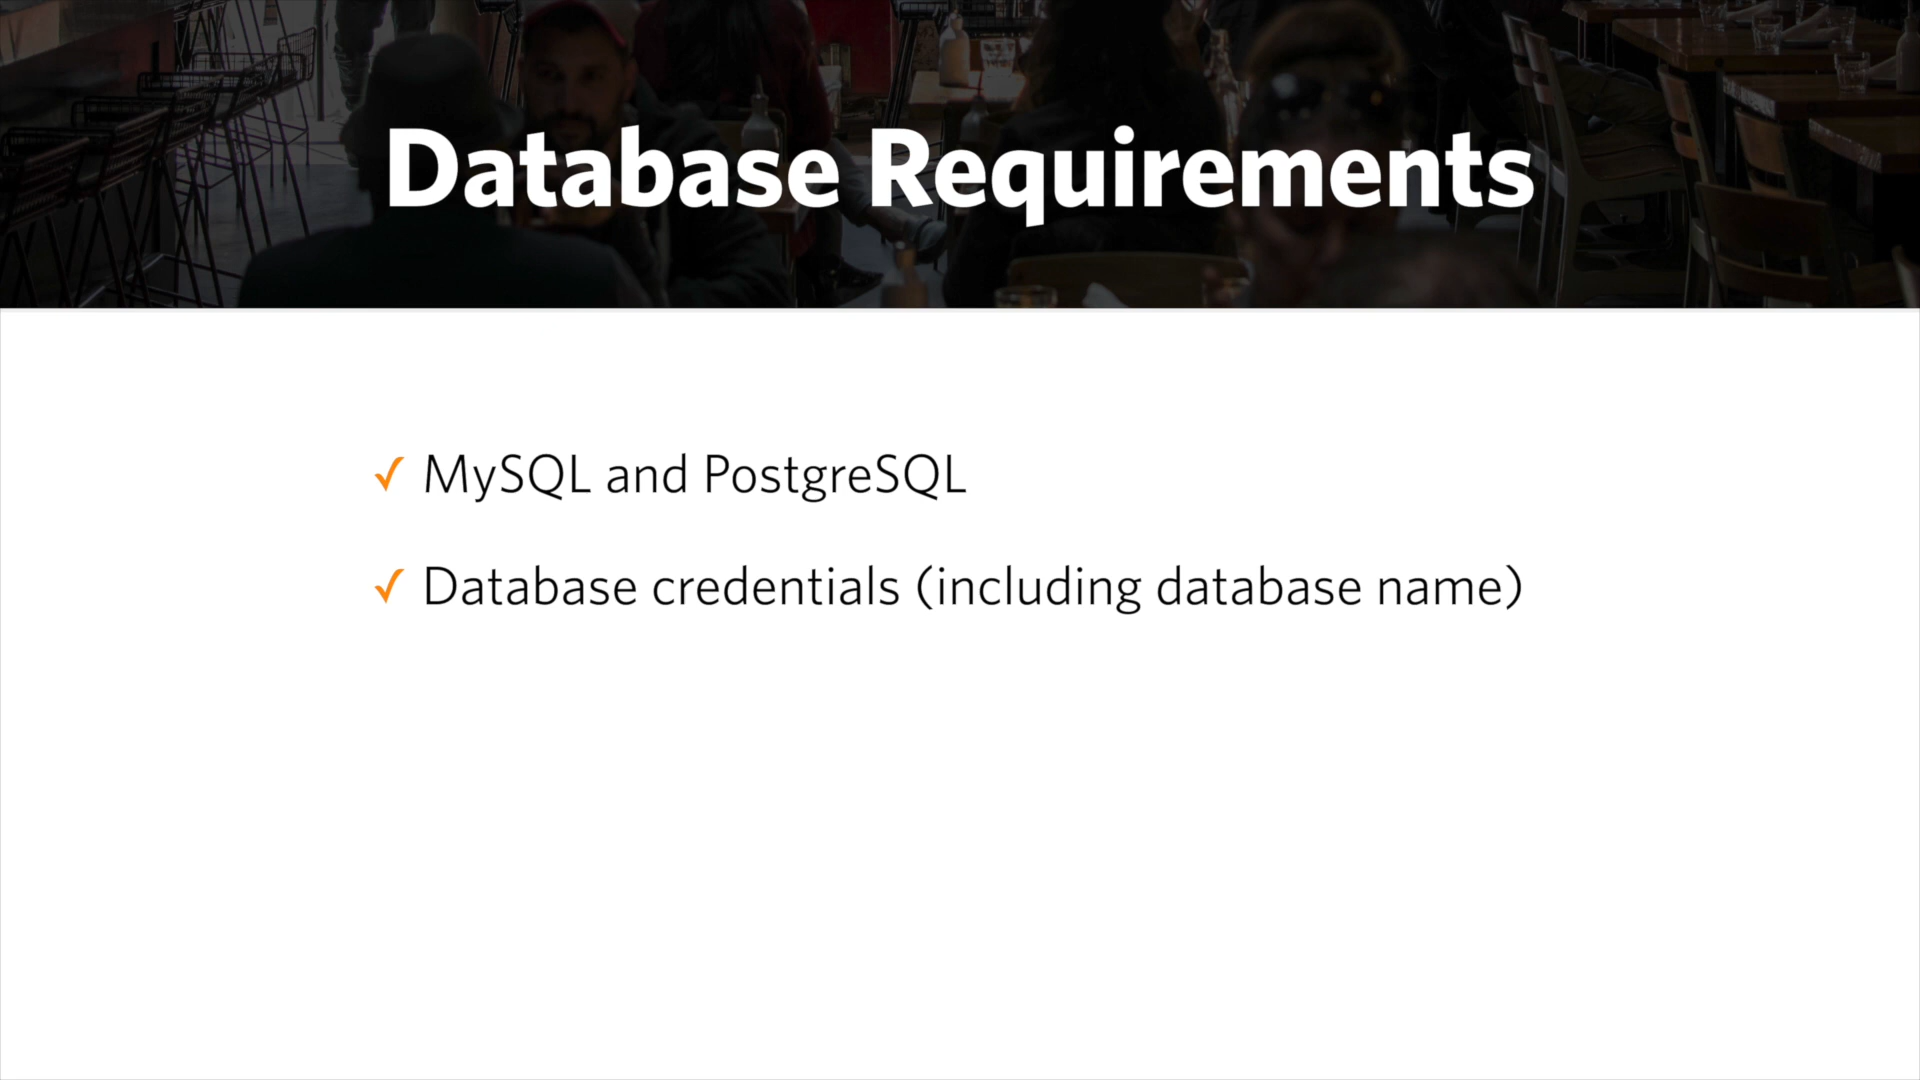 Database Requirements
✓ MySQL and PostgreSQL
✓ Database credentials (including database name)